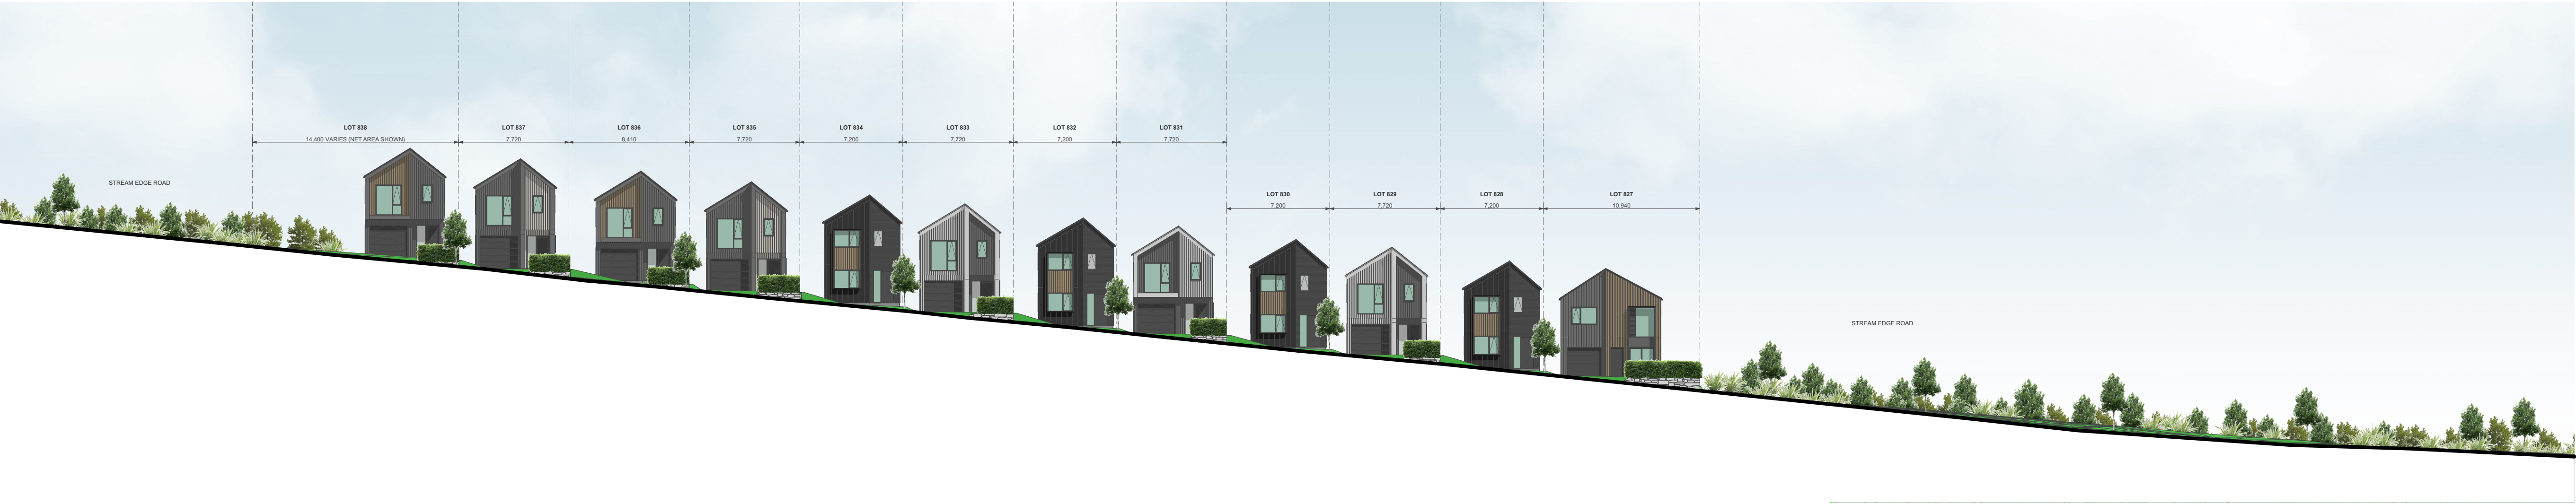 LOT 838
LOT 837
LOT 836
LOT 835
LOT 834
LOT 833
LOT 832
LOT 831
14,400 VARIES (NET AREA SHOWN)
7,720
8,410
7,720
7,200
7,720
7,200
7,720
STREAM EDGE ROAD
LOT 830
LOT 829
LOT 828
LOT 827
7,200
7,720
7,200
10,940
STREAM EDGE ROAD